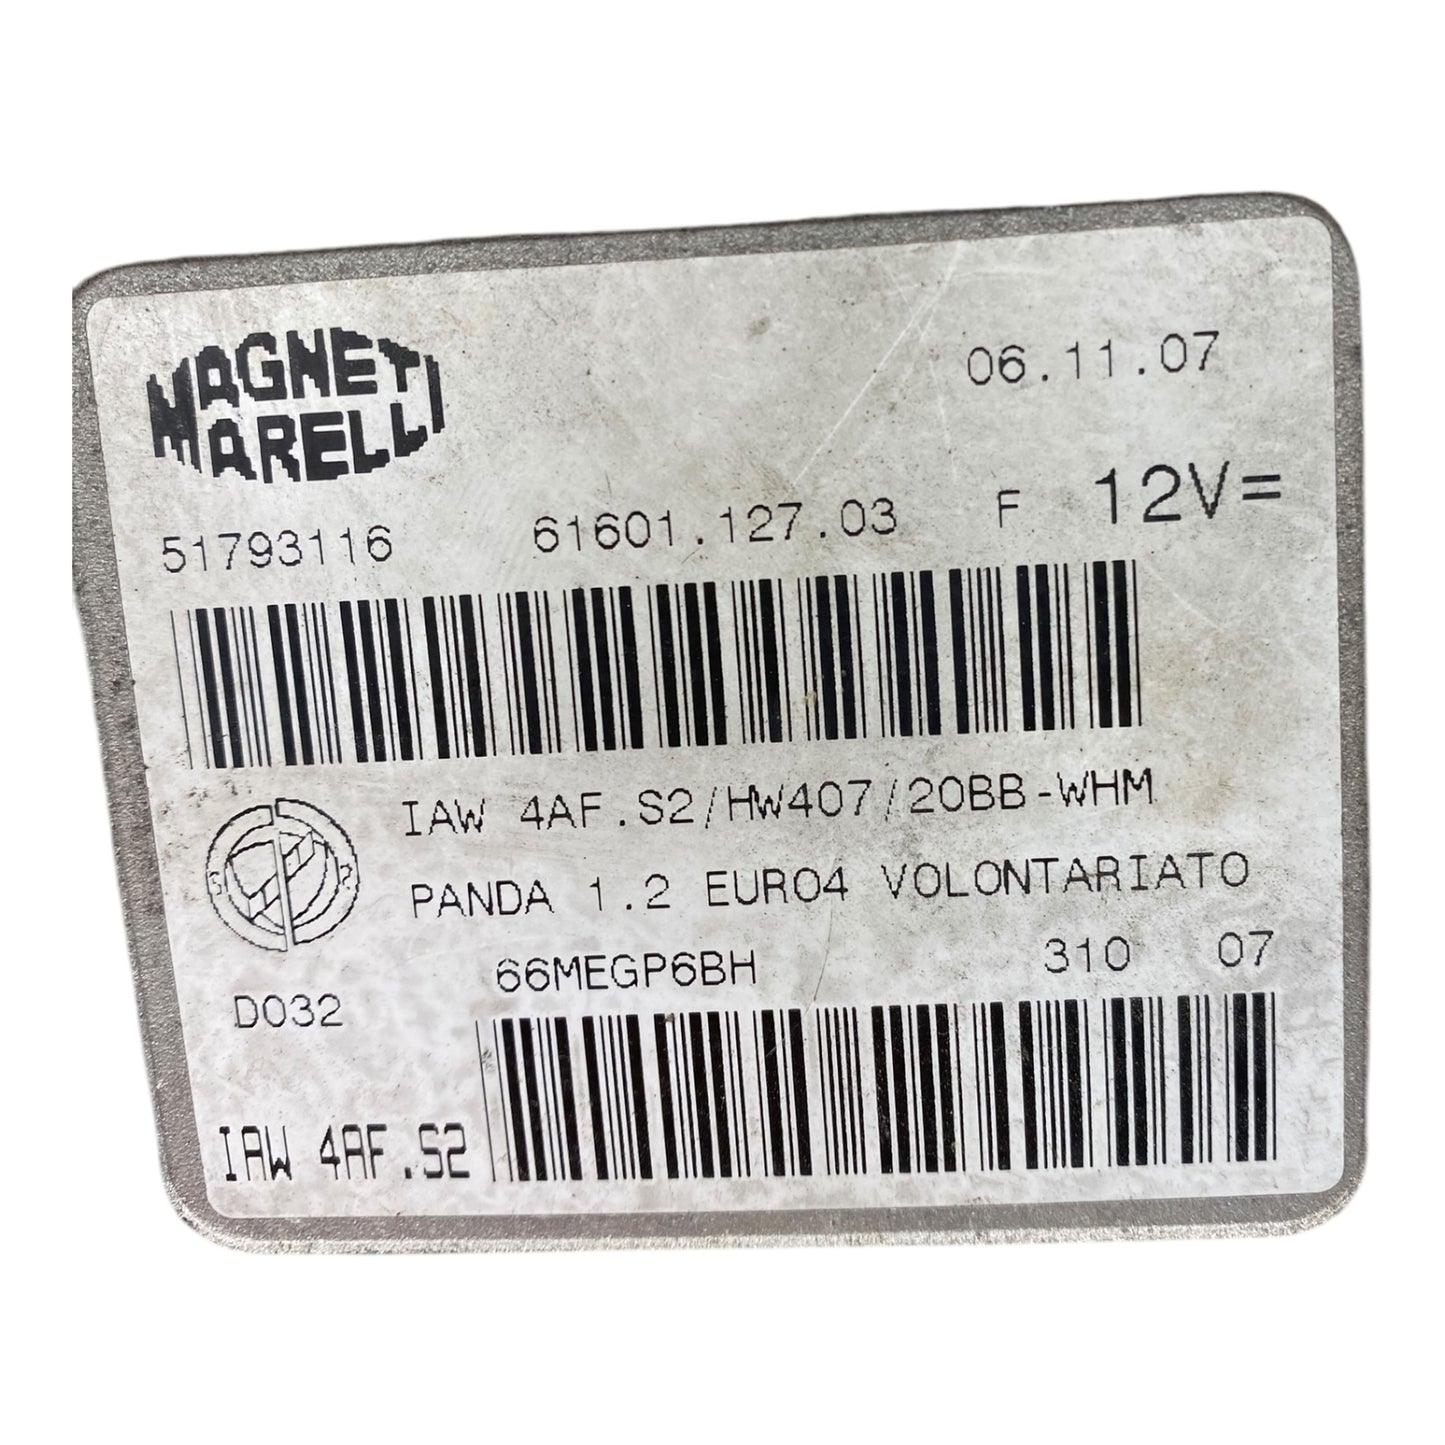 MAGNETI
MARELLI
06.11.07
51793116 61601.127.03 F 12V=
IAW 4AF.S2/HW407/20BB-WHM
PANDA 1.2 EURO4 VOLONTARIATO
66MEGP6BH 310 07
D032
IAW 4AF.S2